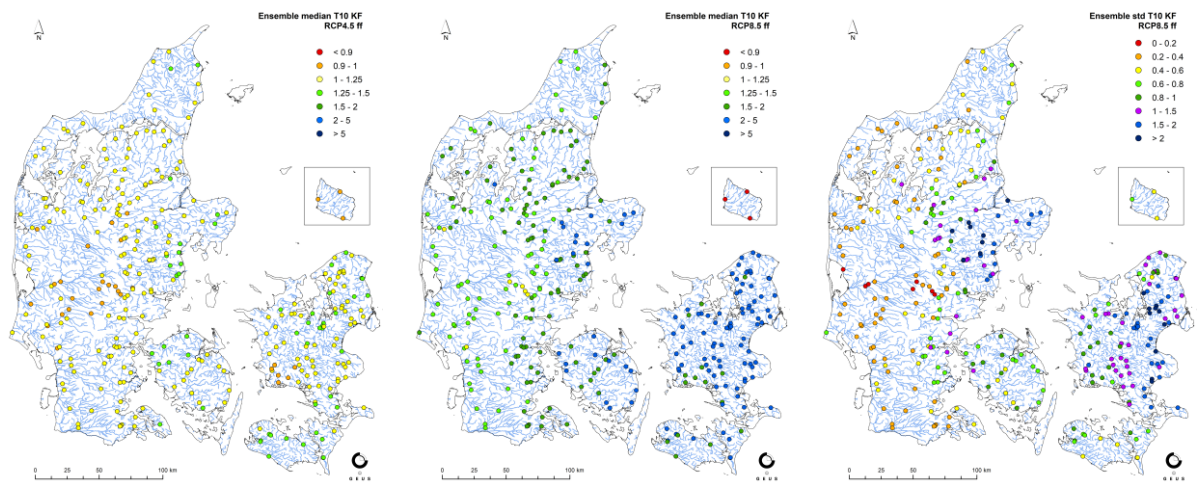 Ensemble median T10 KF
RCP4.5 ff
N
< 0.9
0.9 - 1
1 - 1.25
1.25 - 1.5
1.5 - 2
2 - 5
> 5
0 25 50 100 km
G E U S
Ensemble median T10 KF
RCP8.5 ff
N
< 0.9
0.9 - 1
1 - 1.25
1.25 - 1.5
1.5 - 2
2 - 5
> 5
0 25 50 100 km
G E U S
Ensemble std T10 KF
RCP8.5 ff
N
0 - 0.2
0.2 - 0.4
0.4 - 0.6
0.6 - 0.8
0.8 - 1
1 - 1.5
1.5 - 2
> 2
0 25 50 100 km
G E U S